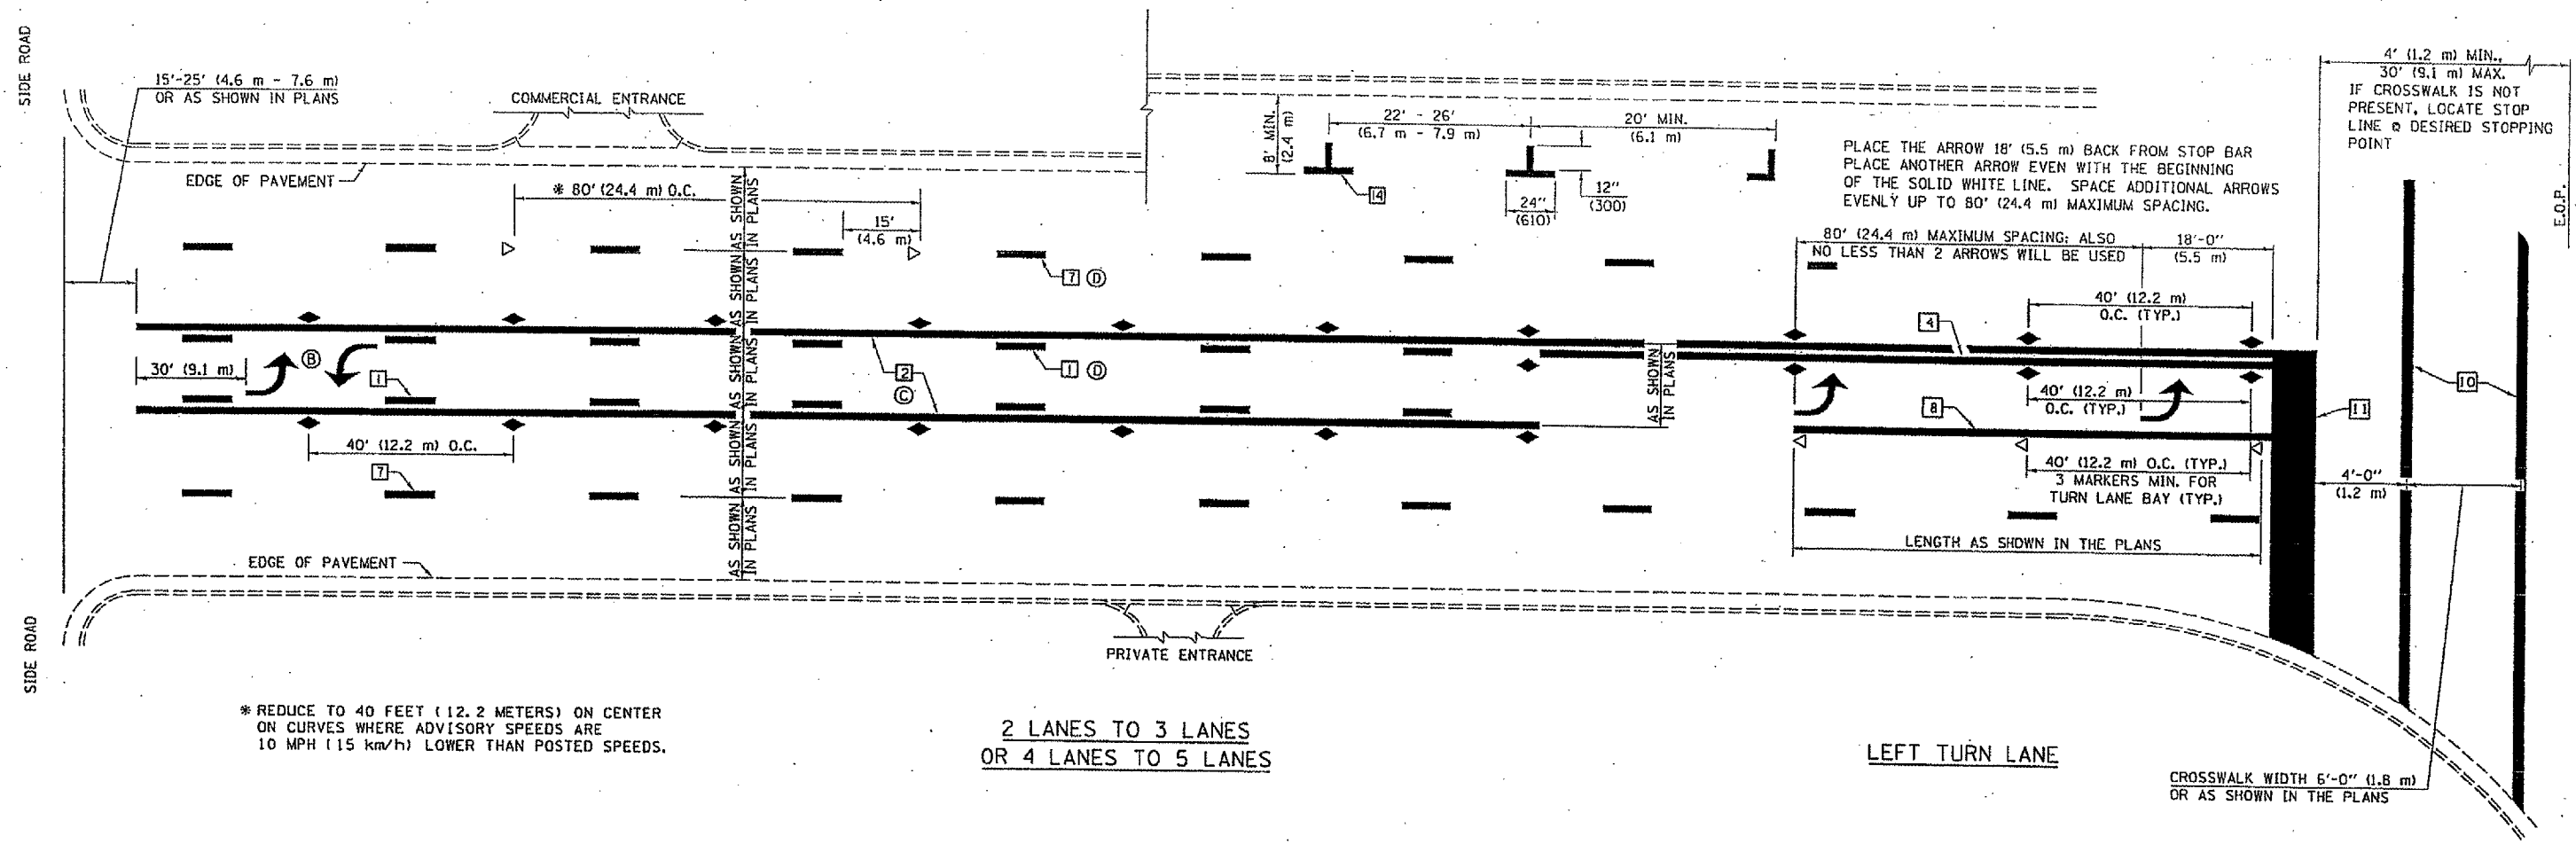 SIDE ROAD
15'-25' (4.6 m - 7.6 m)
OR AS SHOWN IN PLANS
COMMERCIAL ENTRANCE
EDGE OF PAVEMENT
* 80' (24.4 m) O.C.
15'
(4.6 m)
8' MIN.
(2.4 m)
22' - 26'
(6.7 m - 7.9 m)
20' MIN.
(6.1 m)
14
24"
(610)
12"
(300)
PLACE THE ARROW 18' (5.5 m) BACK FROM STOP BAR
PLACE ANOTHER ARROW EVEN WITH THE BEGINNING
OF THE SOLID WHITE LINE. SPACE ADDITIONAL ARROWS
EVENLY UP TO 80' (24.4 m) MAXIMUM SPACING.
4' (1.2 m) MIN.,
30' (9.1 m) MAX.
IF CROSSWALK IS NOT
PRESENT, LOCATE STOP
LINE @ DESIRED STOPPING
POINT
E.O.P.
80' (24.4 m) MAXIMUM SPACING; ALSO
NO LESS THAN 2 ARROWS WILL BE USED
18'-0"
(5.5 m)
7 D
AS SHOWN AS SHOWN AS SHOWN AS SHOWN AS SHOWN
IN PLANS IN PLANS IN PLANS IN PLANS IN PLANS
40' (12.2 m)
O.C. (TYP.)
4
30' (9.1 m)
B
1
2
C
1 D
AS SHOWN
IN PLANS
40' (12.2 m)
O.C. (TYP.)
8
11
10
40' (12.2 m) O.C.
7
40' (12.2 m) O.C. (TYP.)
3 MARKERS MIN. FOR
TURN LANE BAY (TYP.)
4'-0"
(1.2 m)
LENGTH AS SHOWN IN THE PLANS
EDGE OF PAVEMENT
SIDE ROAD
PRIVATE ENTRANCE
* REDUCE TO 40 FEET (12.2 METERS) ON CENTER
ON CURVES WHERE ADVISORY SPEEDS ARE
10 MPH (15 km/h) LOWER THAN POSTED SPEEDS.
2 LANES TO 3 LANES
OR 4 LANES TO 5 LANES
LEFT TURN LANE
CROSSWALK WIDTH 6'-0" (1.8 m)
OR AS SHOWN IN THE PLANS